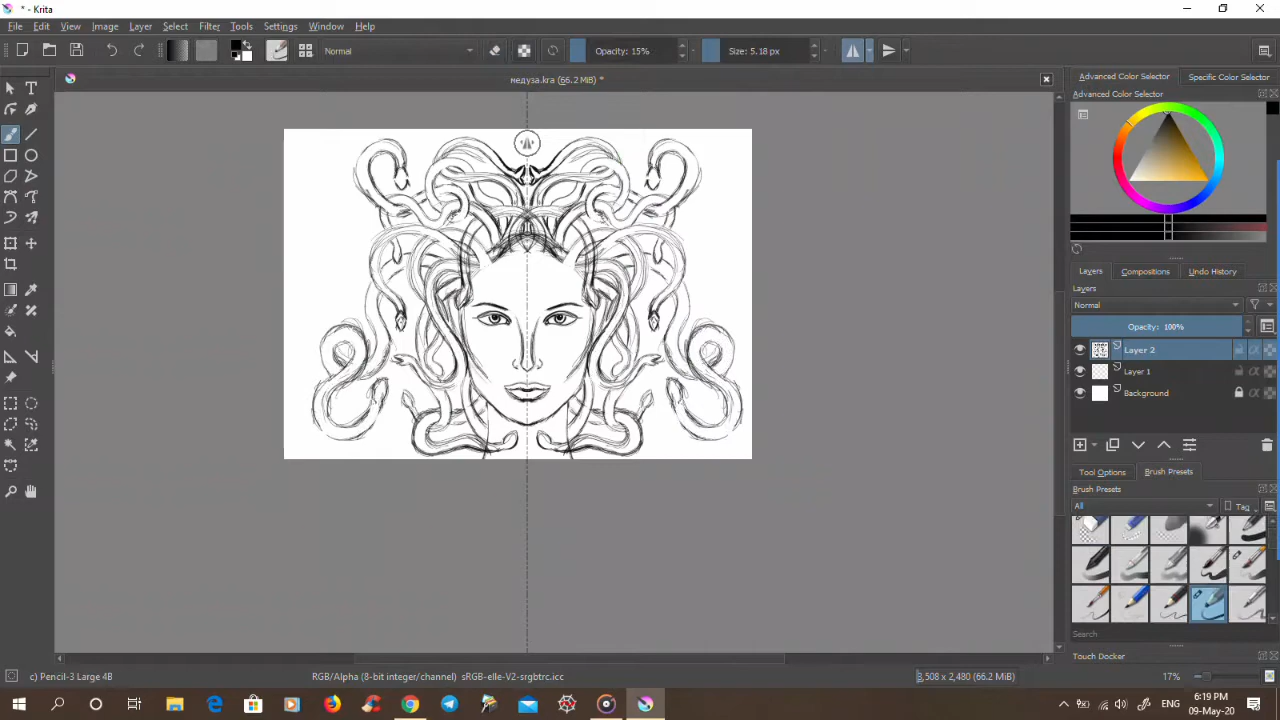 * - Krita
File Edit View Image Layer Select Filter Tools Settings Window Help
Normal Opacity: 15% Size: 5.18 px
медуза.kra (66.2 MiB) *
Advanced Color Selector Specific Color Selector
Advanced Color Selector
Layers Compositions Undo History
Layers
Normal
Opacity: 100%
Layer 2
Layer 1
Background
Tool Options Brush Presets
Brush Presets
All Tag
Search
Touch Docker
c) Pencil-3 Large 4B RGB/Alpha (8-bit integer/channel) sRGB-elle-V2-srgbtrc.icc 3,508 x 2,480 (66.2 MiB) 17%
ENG 6:19 PM
09-May-20